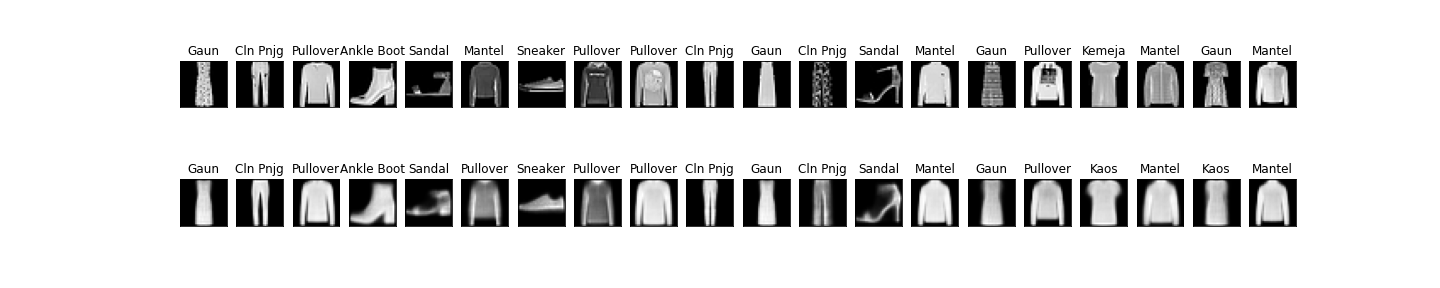 Gaun Cln Pnjg Pullover Ankle Boot Sandal Mantel Sneaker Pullover Pullover Cln Pnjg Gaun Cln Pnjg Sandal Mantel Gaun Pullover Kemeja Mantel Gaun Mantel
Gaun Cln Pnjg Pullover Ankle Boot Sandal Pullover Sneaker Pullover Pullover Cln Pnjg Gaun Cln Pnjg Sandal Mantel Gaun Pullover Kaos Mantel Kaos Mantel